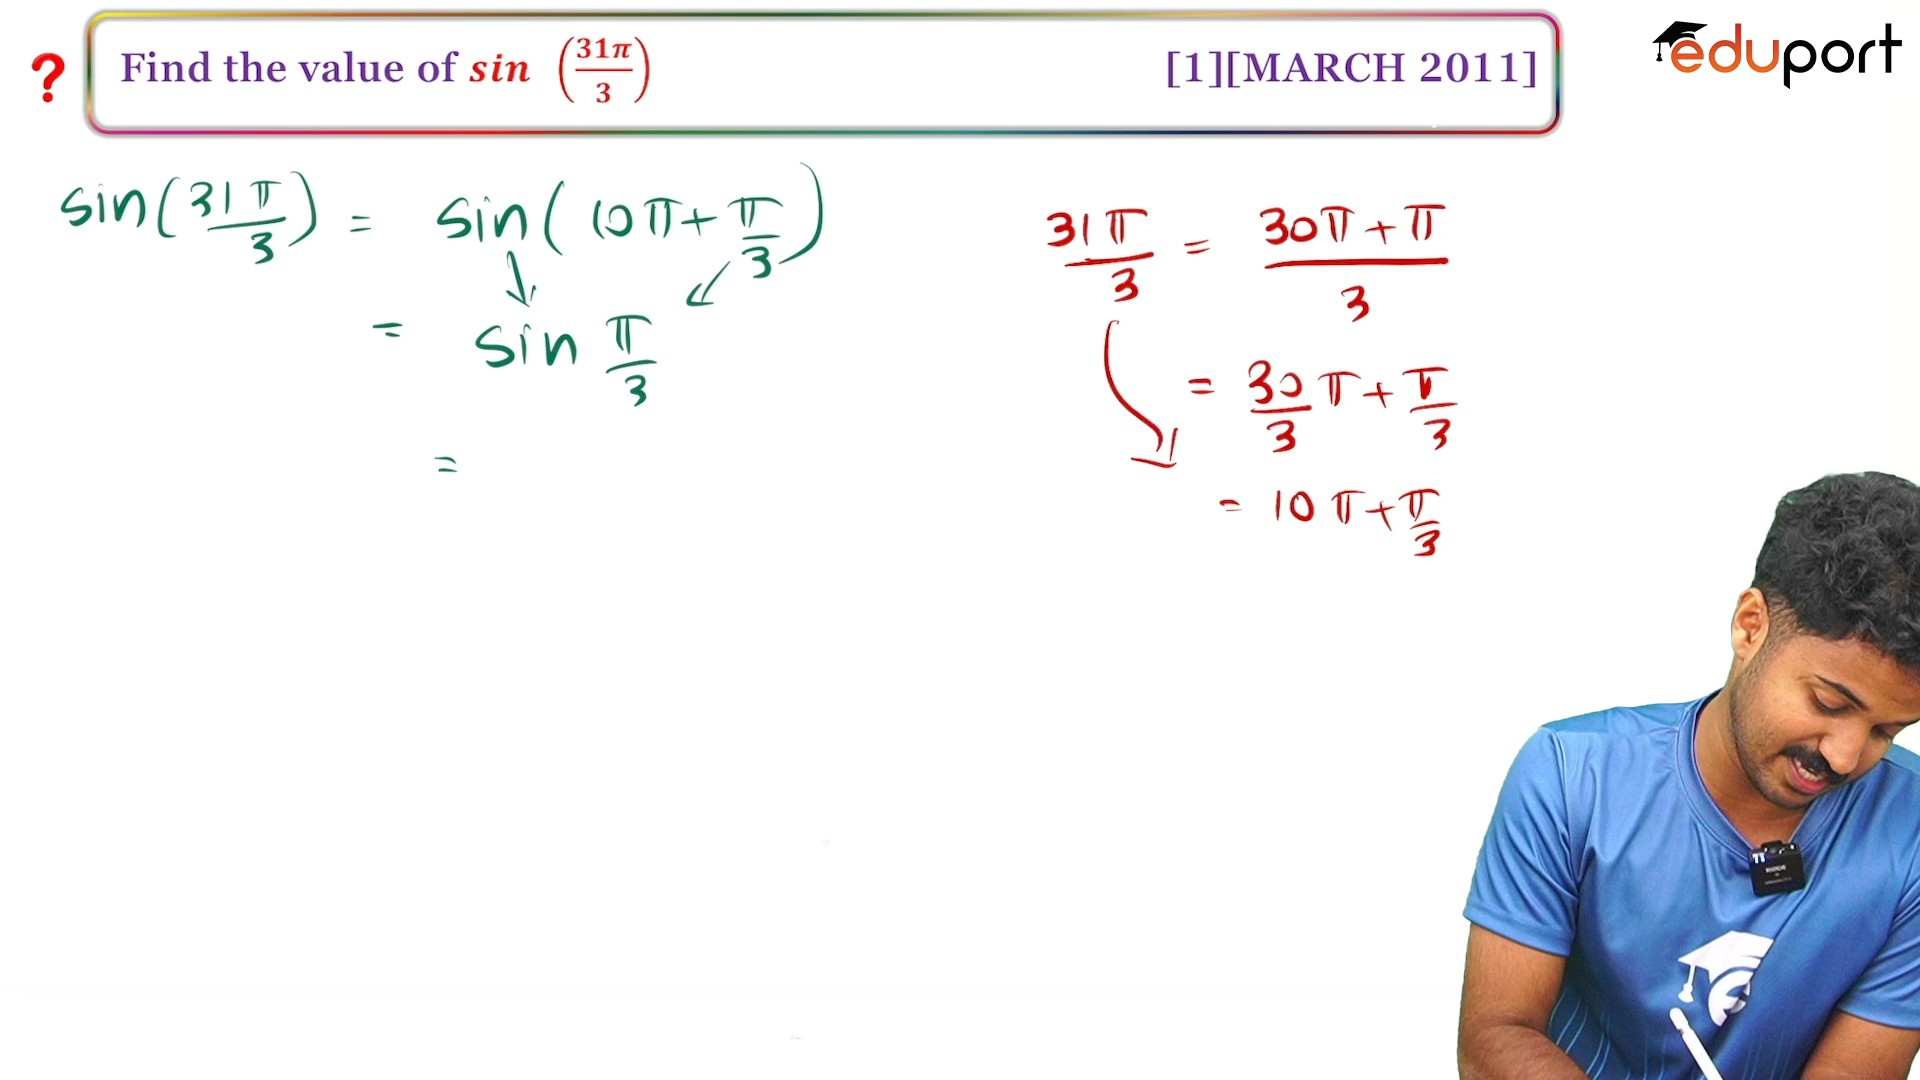 ? Find the value of sin (31π/3) [1][MARCH 2011]
eduport
sin(31π/3) = sin(10π+π/3)
= sin π/3
=
31π/3 = 30π+π/3
= 30/3 π+π/3
= 10π+π/3